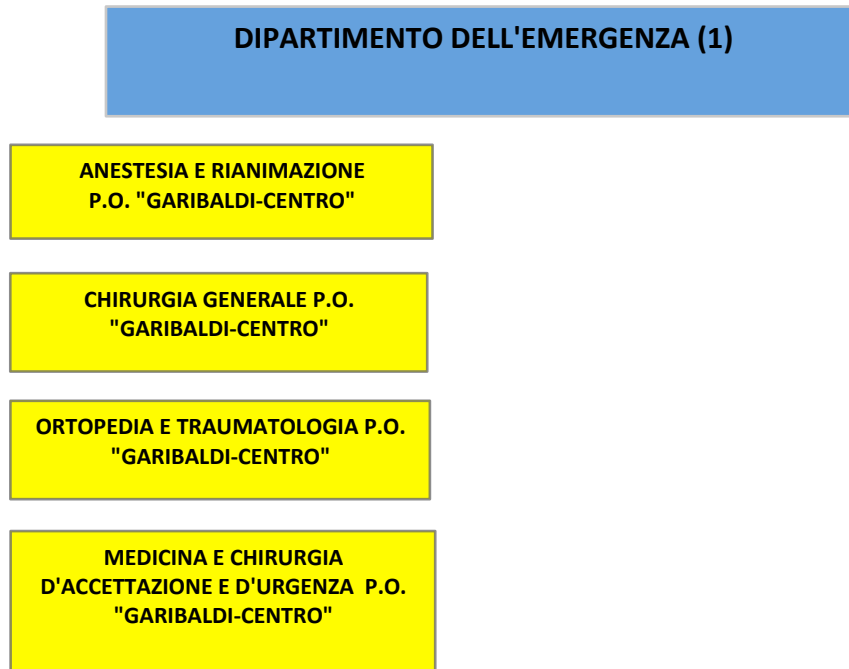 DIPARTIMENTO DELL'EMERGENZA (1)
ANESTESIA E RIANIMAZIONE
P.O. "GARIBALDI-CENTRO"
CHIRURGIA GENERALE P.O.
"GARIBALDI-CENTRO"
ORTOPEDIA E TRAUMATOLOGIA P.O.
"GARIBALDI-CENTRO"
MEDICINA E CHIRURGIA
D'ACCETTAZIONE E D'URGENZA P.O.
"GARIBALDI-CENTRO"